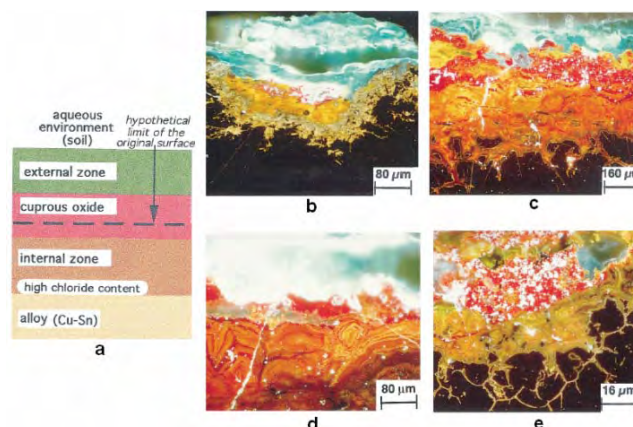 aqueous
environment
(soil)
hypothetical
limit of the
original surface
external zone
cuprous oxide
internal zone
high chloride content
alloy (Cu-Sn)
a
80 µm
b
160 µm
c
80 µm
d
16 µm
e